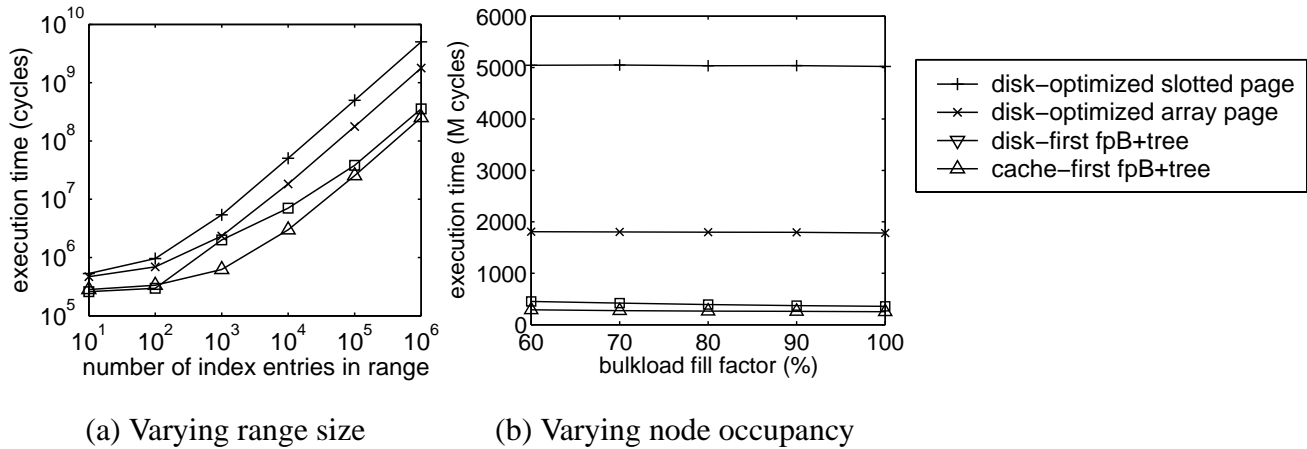 10^10
10^9
10^8
10^7
10^6
10^5
execution time (cycles)
10^1 10^2 10^3 10^4 10^5 10^6
number of index entries in range
(a) Varying range size
6000
5000
4000
3000
2000
1000
0
execution time (M cycles)
60 70 80 90 100
bulkload fill factor (%)
(b) Varying node occupancy
disk-optimized slotted page
disk-optimized array page
disk-first fpB+tree
cache-first fpB+tree